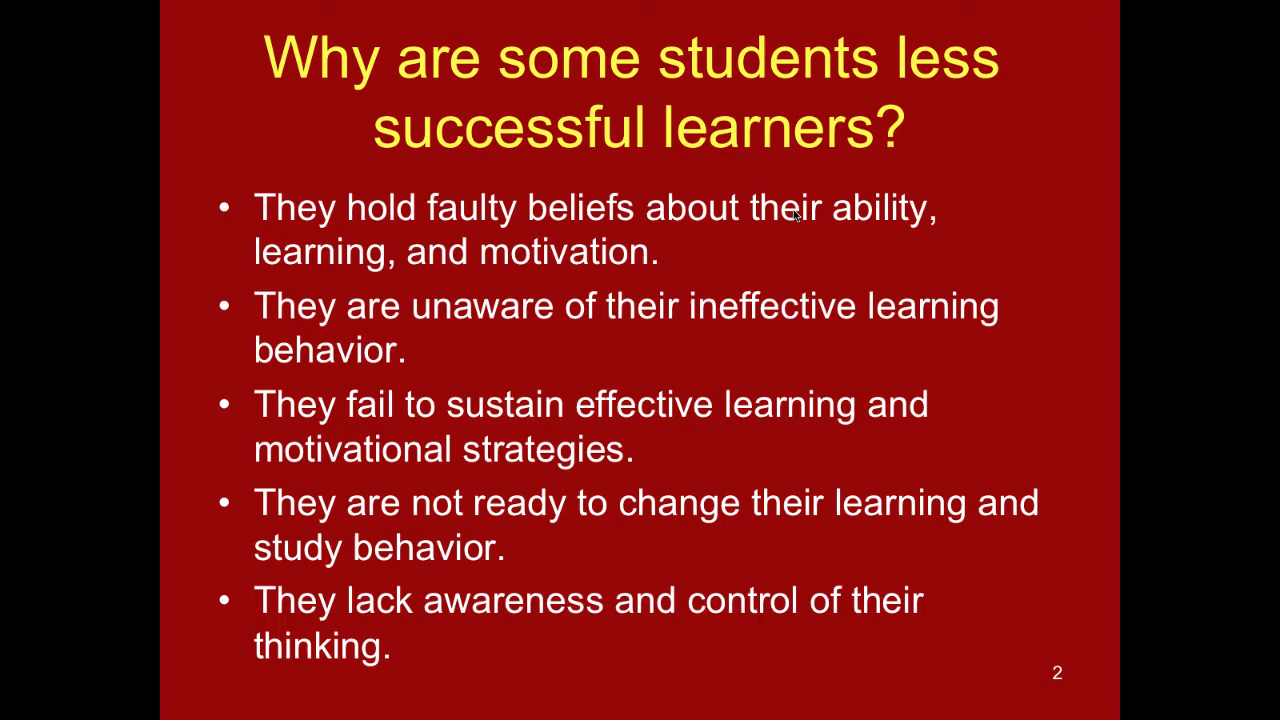 Why are some students less
successful learners?
• They hold faulty beliefs about their ability,
learning, and motivation.
• They are unaware of their ineffective learning
behavior.
• They fail to sustain effective learning and
motivational strategies.
• They are not ready to change their learning and
study behavior.
• They lack awareness and control of their
thinking.
2